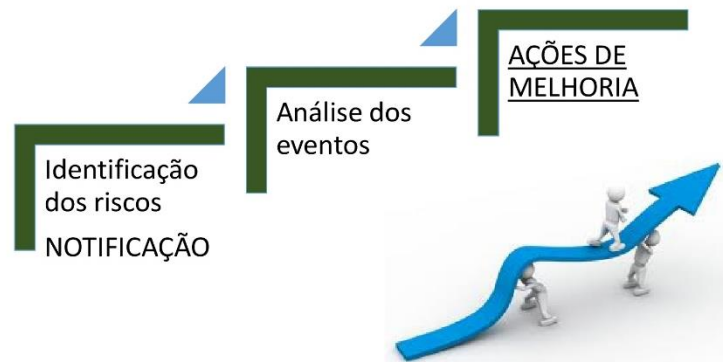 Identificação
dos riscos
NOTIFICAÇÃO
Análise dos
eventos
AÇÕES DE
MELHORIA